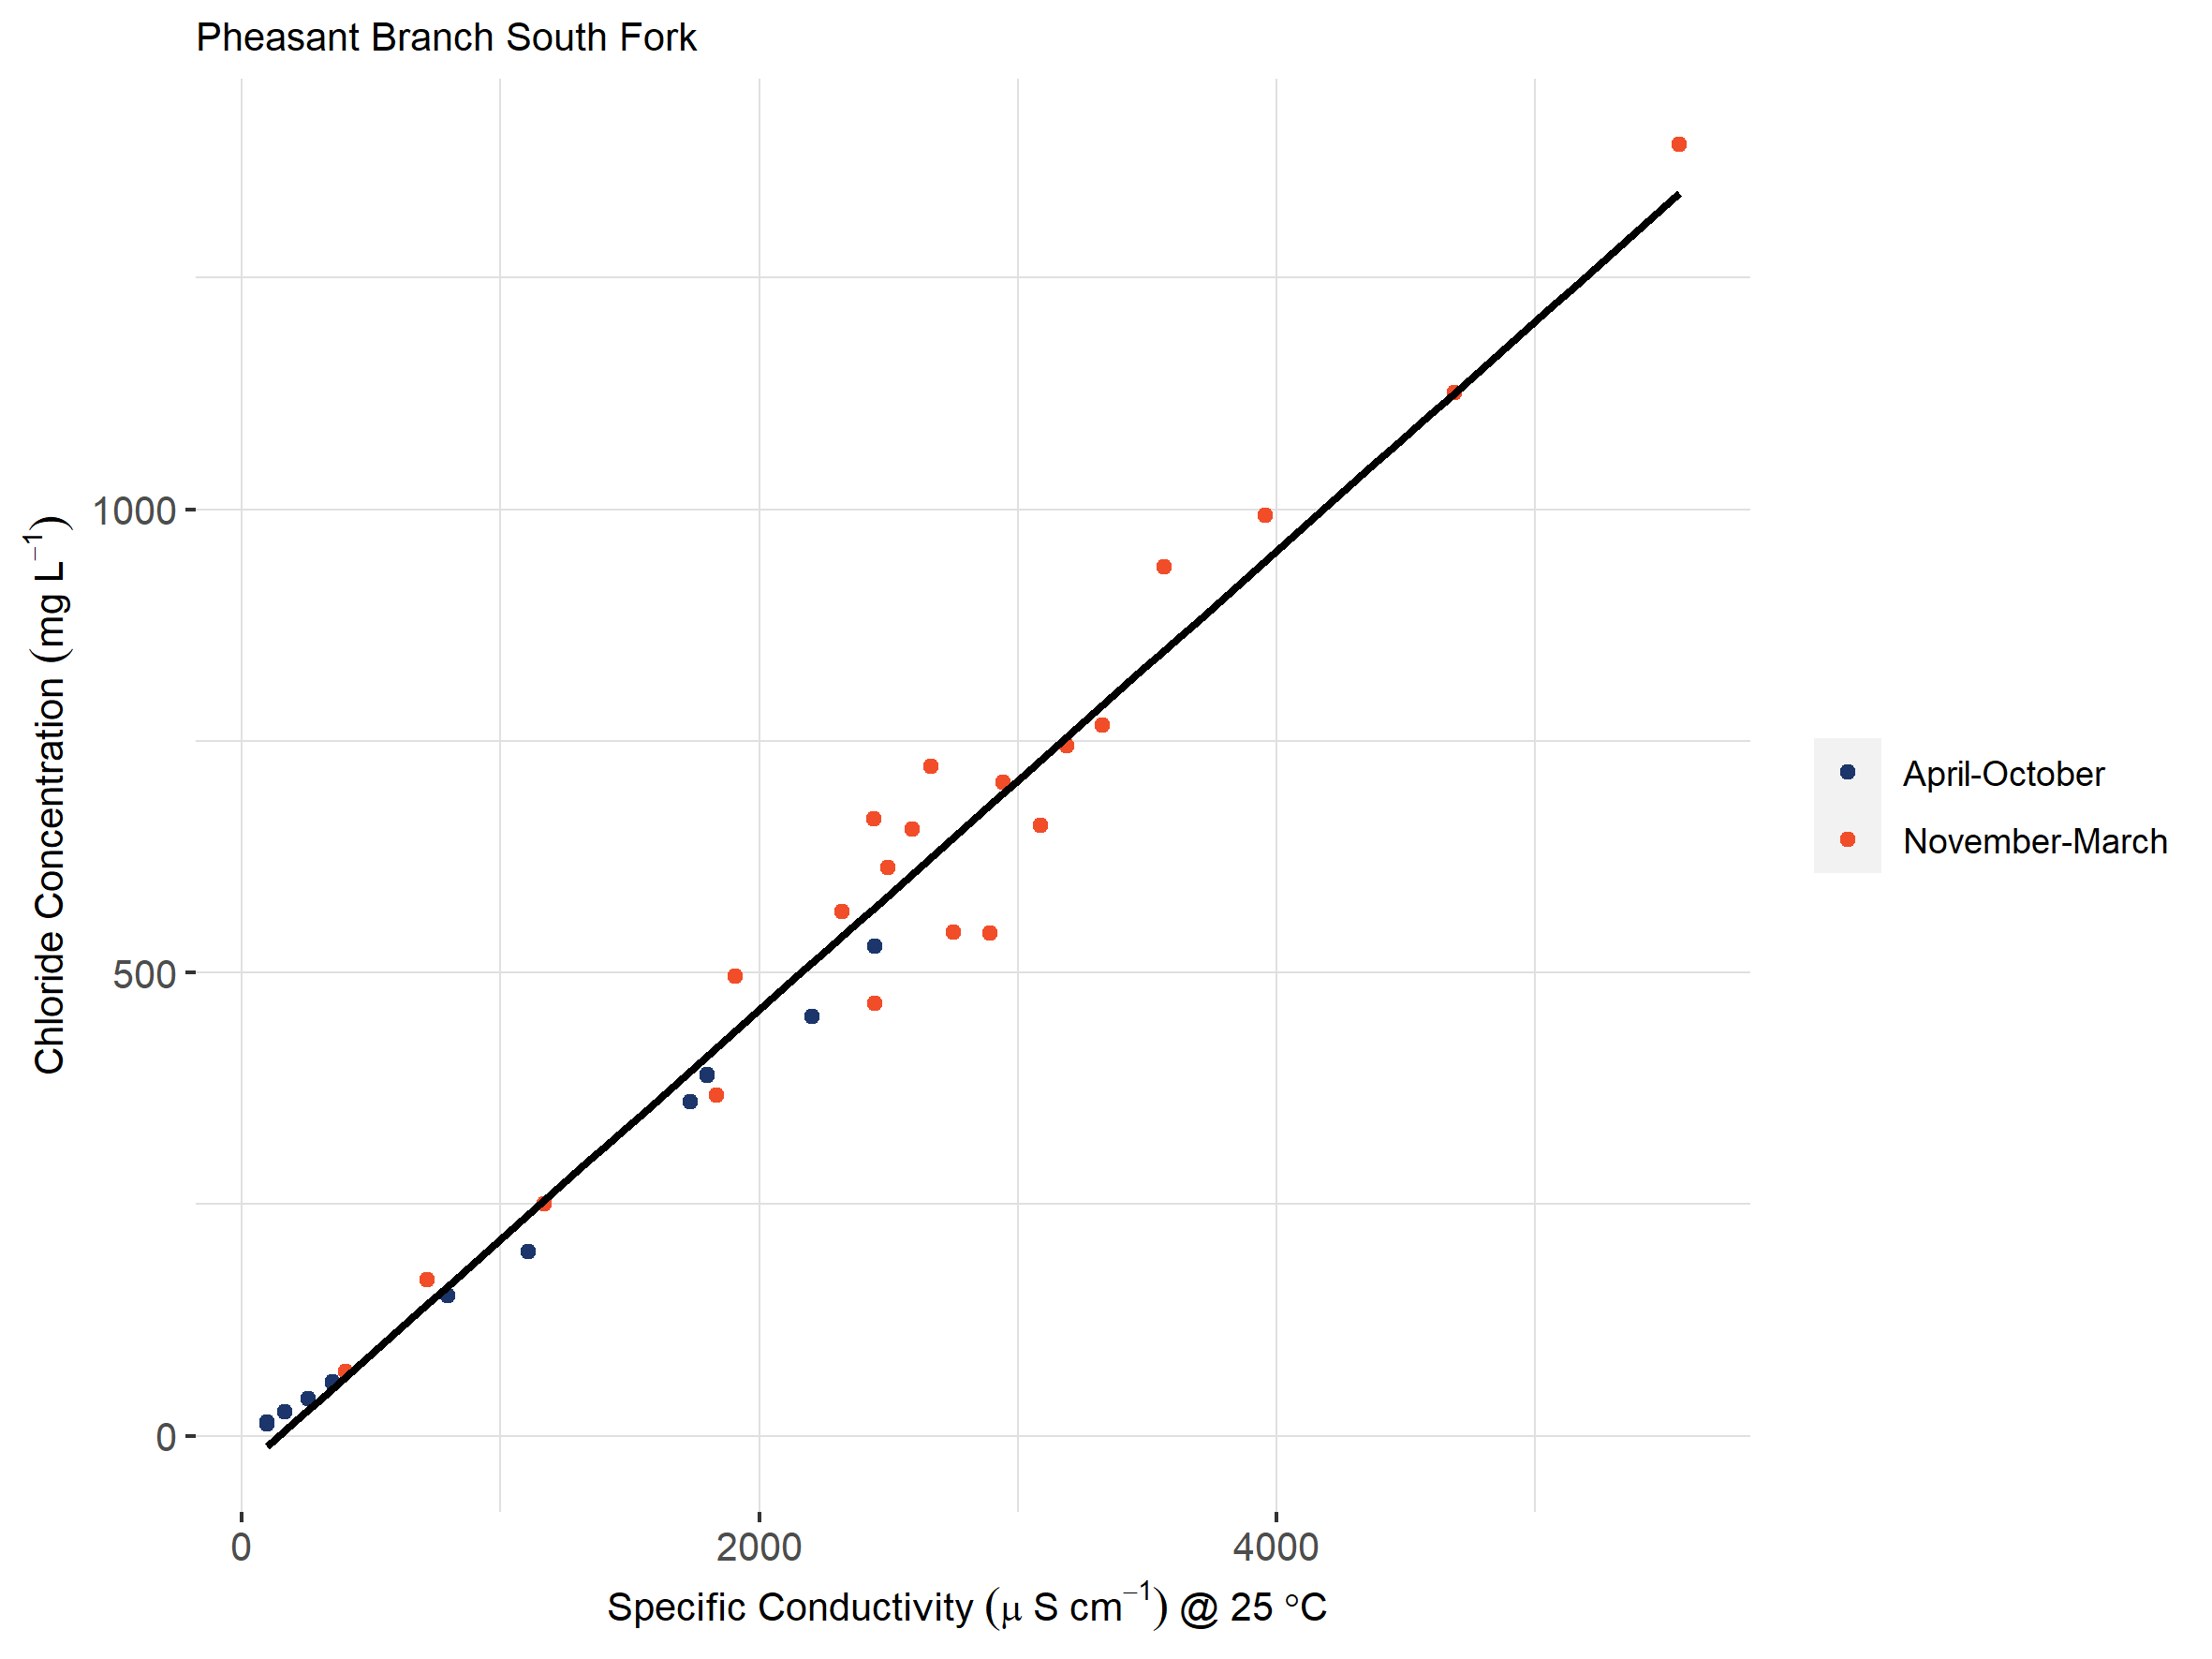 Pheasant Branch South Fork
Chloride Concentration (mg L⁻¹)
1000
500
0
0 2000 4000
Specific Conductivity (μ S cm⁻¹) @ 25 °C
April-October
November-March